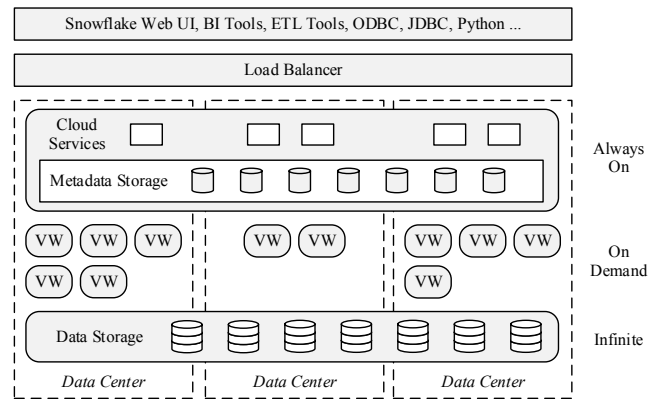 Snowflake Web UI, BI Tools, ETL Tools, ODBC, JDBC, Python ...
Load Balancer
Cloud
Services
Metadata Storage
Always
On
VW VW VW VW VW VW VW VW
VW VW VW
On
Demand
Data Storage
Infinite
Data Center Data Center Data Center